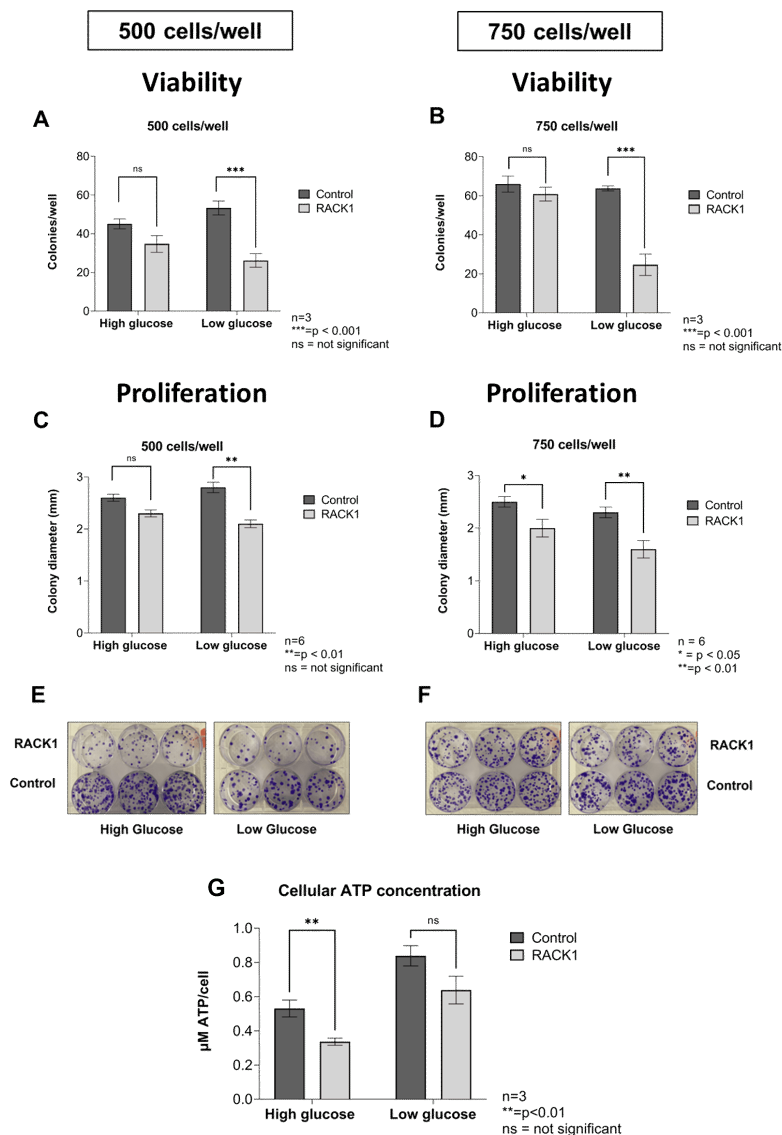 500 cells/well
750 cells/well
Viability
Viability
A
500 cells/well
Colonies/well
80
60
40
20
0
ns
***
Control
RACK1
High glucose
Low glucose
n=3
***=p < 0.001
ns = not significant
B
750 cells/well
Colonies/well
80
60
40
20
0
ns
***
Control
RACK1
High glucose
Low glucose
n=3
***=p < 0.001
ns = not significant
Proliferation
Proliferation
C
500 cells/well
Colony diameter (mm)
3
2
1
0
ns
**
Control
RACK1
High glucose
Low glucose
n=6
**=p < 0.01
ns = not significant
D
750 cells/well
Colony diameter (mm)
3
2
1
0
*
**
Control
RACK1
High glucose
Low glucose
n = 6
* = p < 0.05
**=p < 0.01
E
RACK1
Control
High Glucose
Low Glucose
F
RACK1
Control
High Glucose
Low Glucose
G
Cellular ATP concentration
µM ATP/cell
1.0
0.8
0.6
0.4
0.2
0.0
**
ns
Control
RACK1
High glucose
Low glucose
n=3
**=p<0.01
ns = not significant